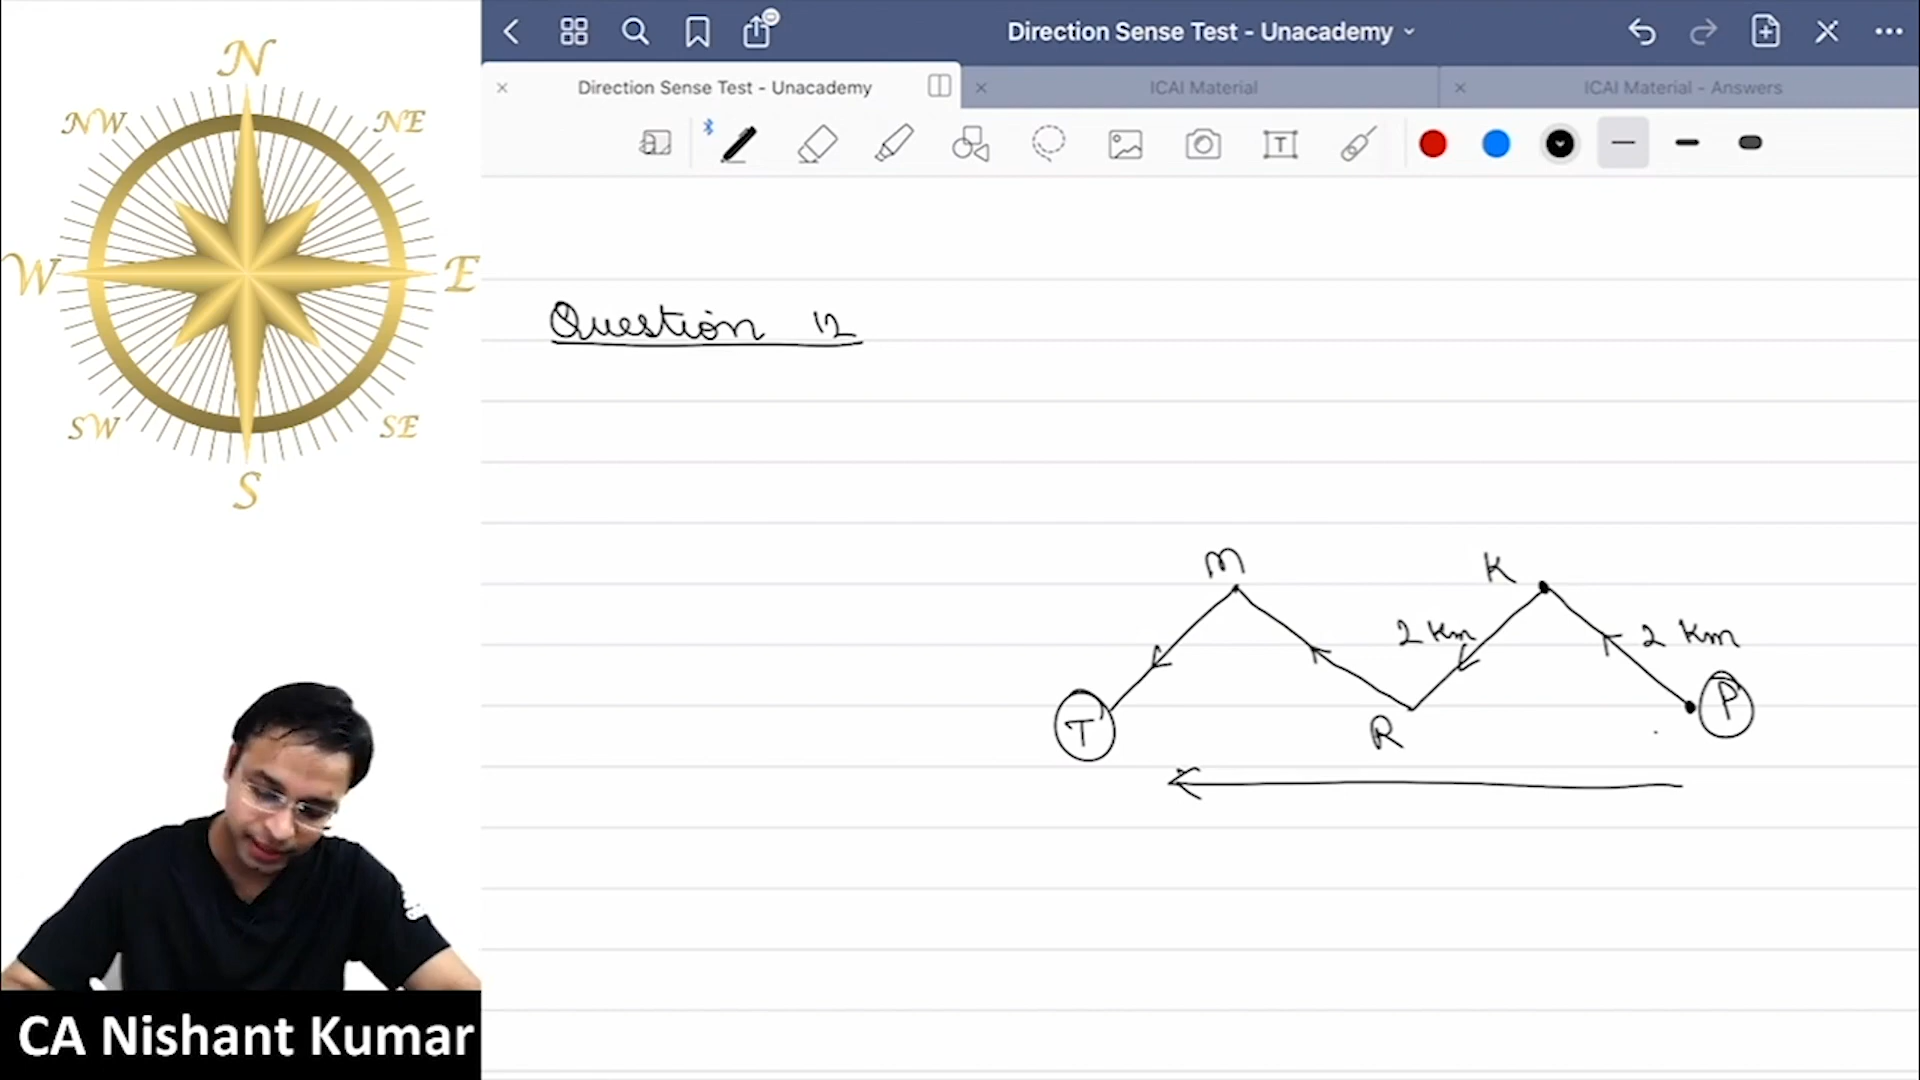 N
NW
NE
W
E
SW
SE
S
CA Nishant Kumar
Direction Sense Test - Unacademy
Direction Sense Test - Unacademy
ICAI Material
ICAI Material - Answers
T
Question 12
M
K
2 Km
2 Km
T
R
P